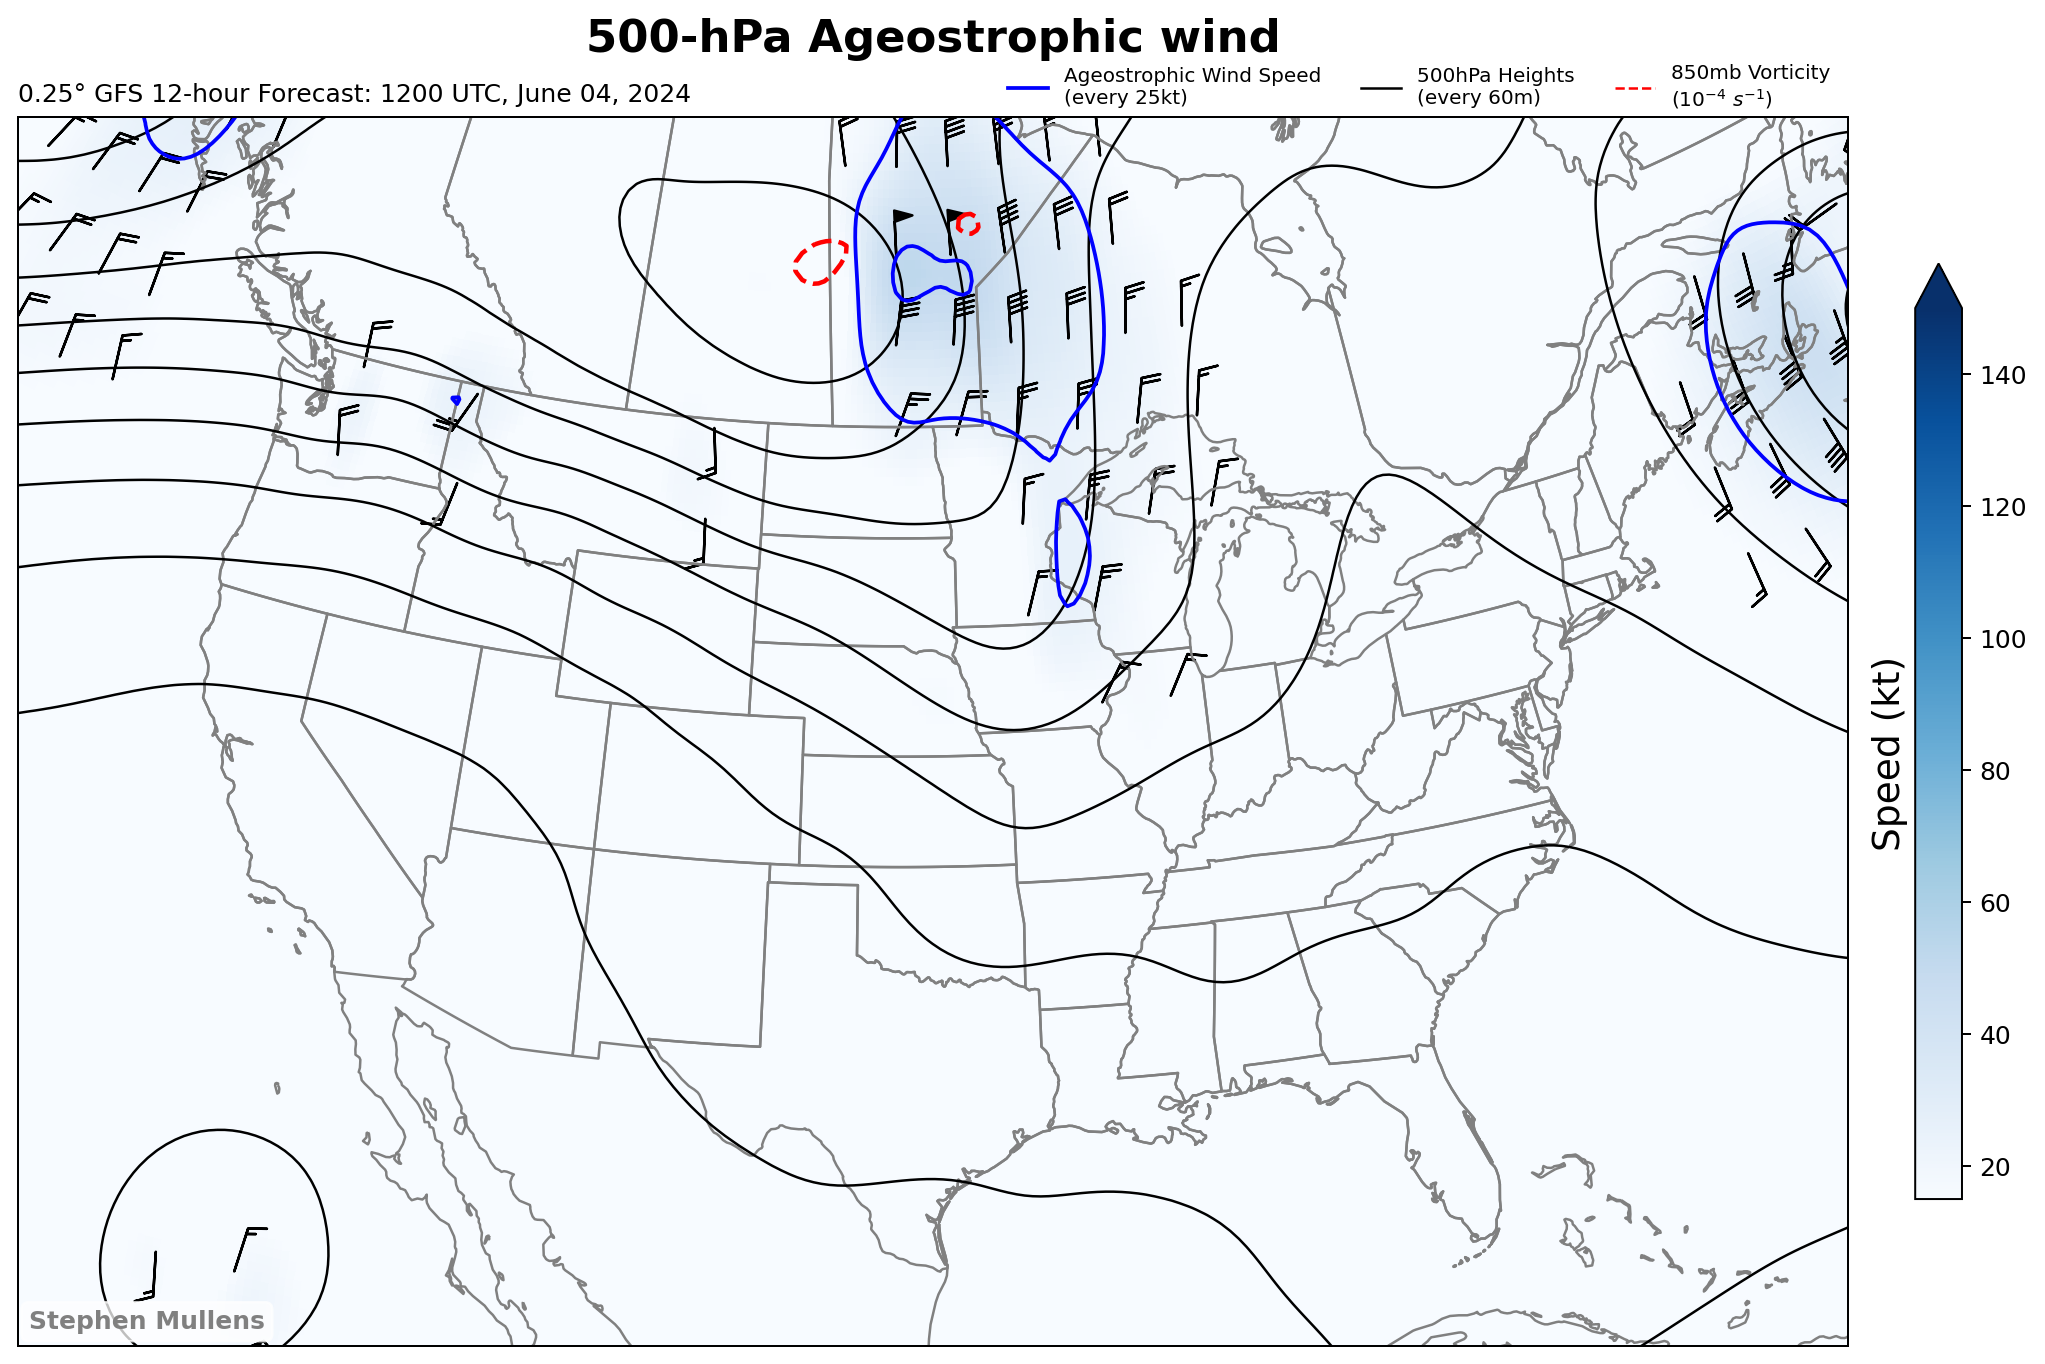 500-hPa Ageostrophic wind
0.25° GFS 12-hour Forecast: 1200 UTC, June 04, 2024
Ageostrophic Wind Speed
(every 25kt)
500hPa Heights
(every 60m)
850mb Vorticity
(10⁻⁴ s⁻¹)
140
120
100
80
60
40
20
Speed (kt)
Stephen Mullens